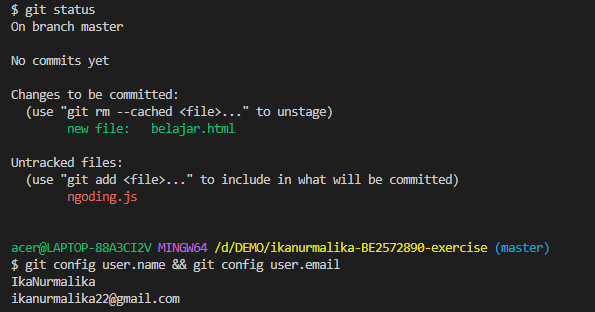 $ git status
On branch master
No commits yet
Changes to be committed:
  (use "git rm --cached <file>..." to unstage)
        new file:   belajar.html
Untracked files:
  (use "git add <file>..." to include in what will be committed)
        ngoding.js
acer@LAPTOP-88A3CI2V MINGW64 /d/DEMO/ikanurmalika-BE2572890-exercise (master)
$ git config user.name && git config user.email
IkaNurmalika
ikanurmalika22@gmail.com